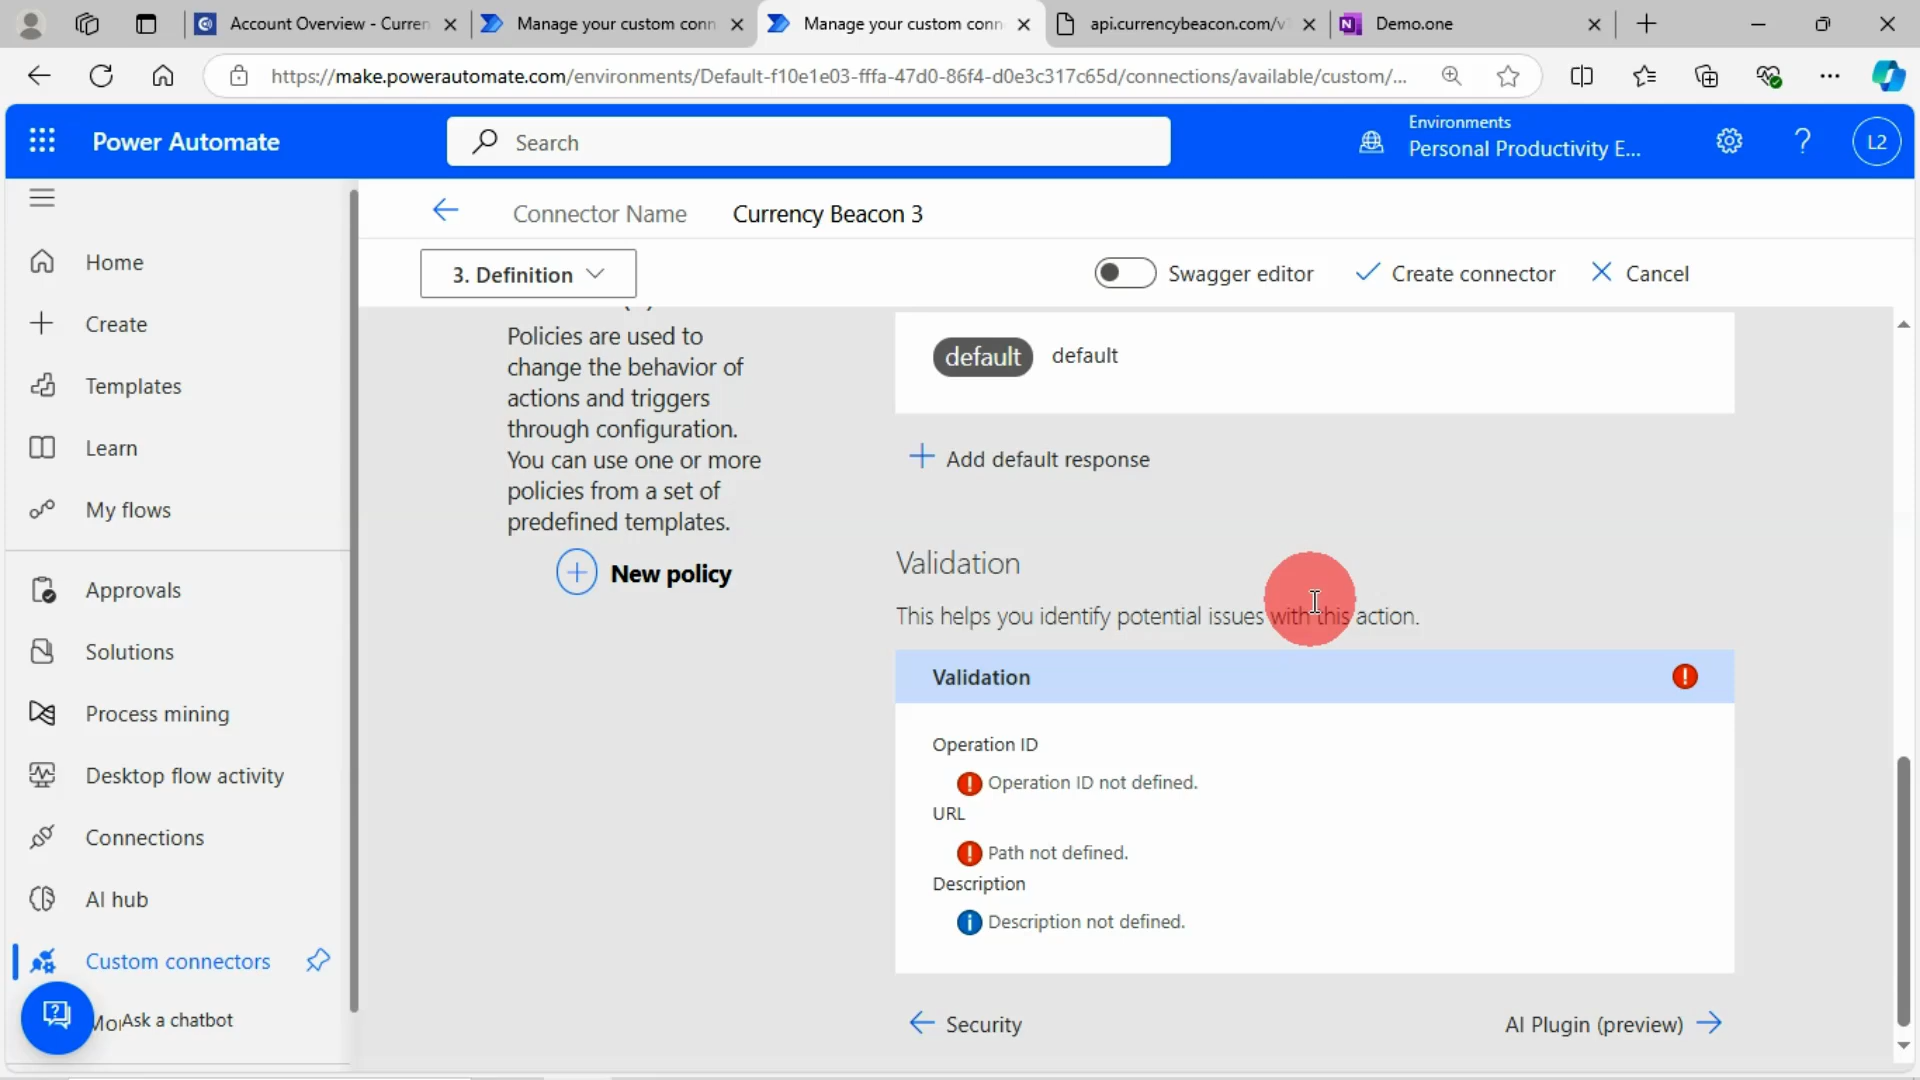 Account Overview - Curren
Manage your custom conn
Manage your custom conn
api.currencybeacon.com/v1
Demo.one
https://make.powerautomate.com/environments/Default-f10e1e03-fffa-47d0-86f4-d0e3c317c65d/connections/available/custom/...
Power Automate
Search
Environments
Personal Productivity E...
?
L2
Connector Name
Currency Beacon 3
3. Definition
Swagger editor
Create connector
Cancel
Home
Create
Templates
Learn
My flows
Approvals
Solutions
Process mining
Desktop flow activity
Connections
AI hub
Custom connectors
Ask a chatbot
Policies are used to
change the behavior of
actions and triggers
through configuration.
You can use one or more
policies from a set of
predefined templates.
New policy
default default
Add default response
Validation
This helps you identify potential issues with this action.
Validation
Operation ID
Operation ID not defined.
URL
Path not defined.
Description
Description not defined.
Security
AI Plugin (preview)